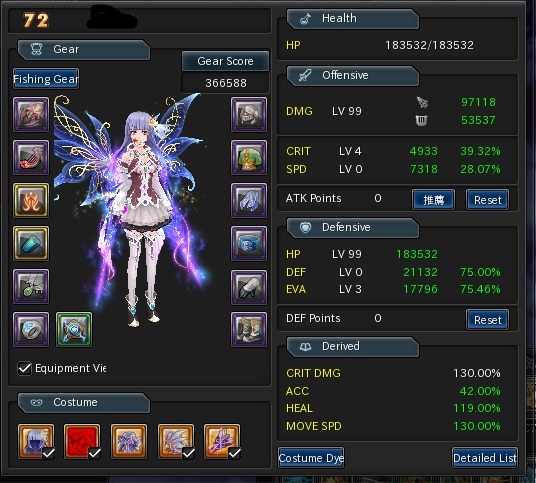 72
Gear
Fishing Gear
Gear Score
366588
Equipment Vie
Costume
Health
HP 183532/183532
Offensive
DMG LV 99 97118
53537
CRIT LV 4 4933 39.32%
SPD LV 0 7318 28.07%
ATK Points 0 推薦 Reset
Defensive
HP LV 99 183532
DEF LV 0 21132 75.00%
EVA LV 3 17796 75.46%
DEF Points 0 Reset
Derived
CRIT DMG 130.00%
ACC 42.00%
HEAL 119.00%
MOVE SPD 130.00%
Costume Dye Detailed List